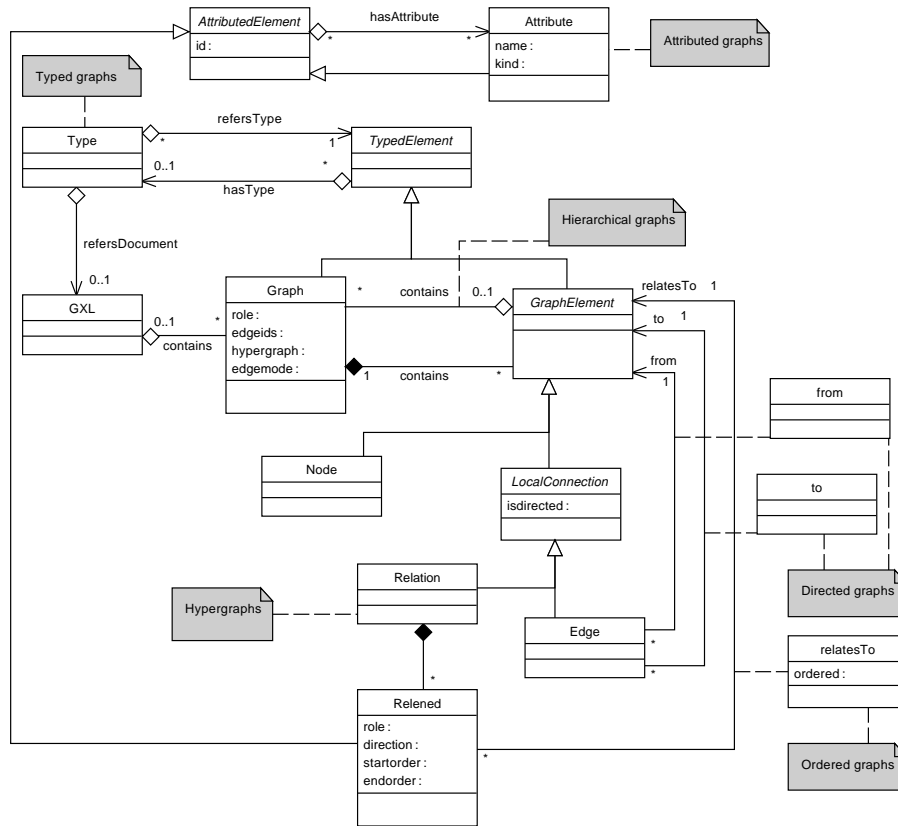 AttributedElement
hasAttribute
Attribute
id :
*
*
name :
kind :
Attributed graphs
Typed graphs
Type
refersType
TypedElement
*
1
0..1
*
hasType
Hierarchical graphs
refersDocument
0..1
GXL
0..1
*
contains
Graph
role :
edgeids :
hypergraph :
edgemode :
*
contains
0..1
GraphElement
relatesTo
1
to
1
1
contains
*
from
1
from
Node
LocalConnection
isdirected :
to
Hypergraphs
Relation
Directed graphs
Edge
*
*
relatesTo
ordered :
*
Relened
role :
direction :
startorder :
endorder :
*
Ordered graphs